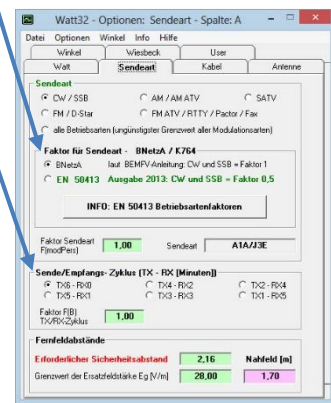 Watt32 - Optionen: Sendeart - Spalte: A
Datei Optionen Winkel Info Hilfe
Winkel Wiesbeck User
Watt Sendeart Kabel Antenne
Sendeart
CW / SSB AM / AM ATV SATV
FM / D-Star FM ATV / RTTY / Pactor / Fax
alle Betriebsarten (ungünstigster Grenzwert aller Modulationsarten)
Faktor für Sendeart - BNetzA / K764
BNetzA laut BEMFV-Anleitung: CW und SSB = Faktor 1
EN 50413 Ausgabe 2013: CW und SSB = Faktor 0,5
INFO: EN 50413 Betriebsartenfaktoren
Faktor Sendeart F(modPers) 1,00 Sendeart A1A/J3E
Sende/Empfangs- Zyklus (TX - RX [Minuten])
TX6 - RX0 TX4 - RX2 TX2 - RX4
TX5 - RX1 TX3 - RX3 TX1 - RX5
Faktor F(B) TX/RX-Zyklus 1,00
Fernfeldabstände
Erforderlicher Sicherheitsabstand 2,16 Nahfeld [m]
Grenzwert der Ersatzfeldstärke Eg [V/m] 28,00 1,70